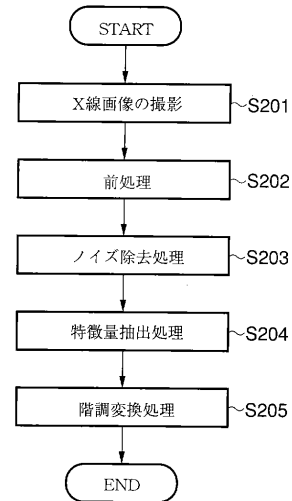 START
X線画像の撮影 S201
前処理 S202
ノイズ除去処理 S203
特徴量抽出処理 S204
階調変換処理 S205
END